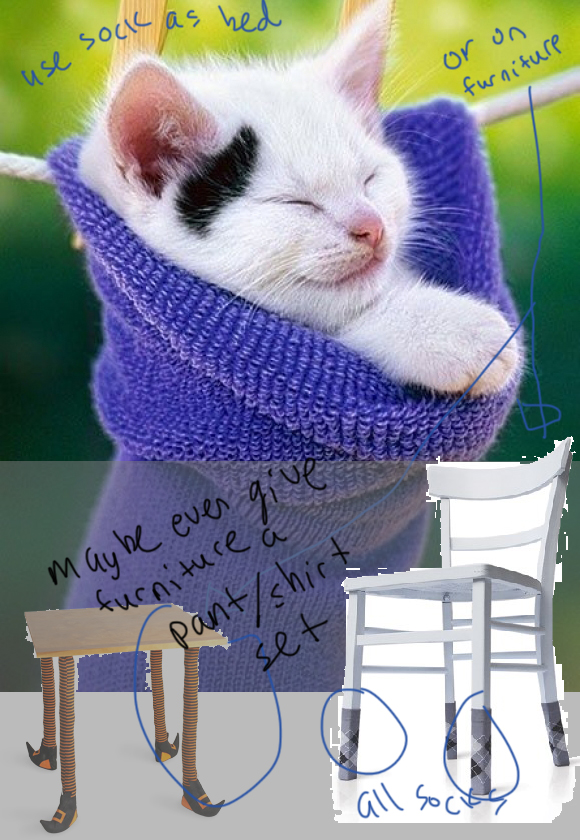 use sock as bed
or on
furniture
maybe even give
furniture a
pant/shirt
set
all socks